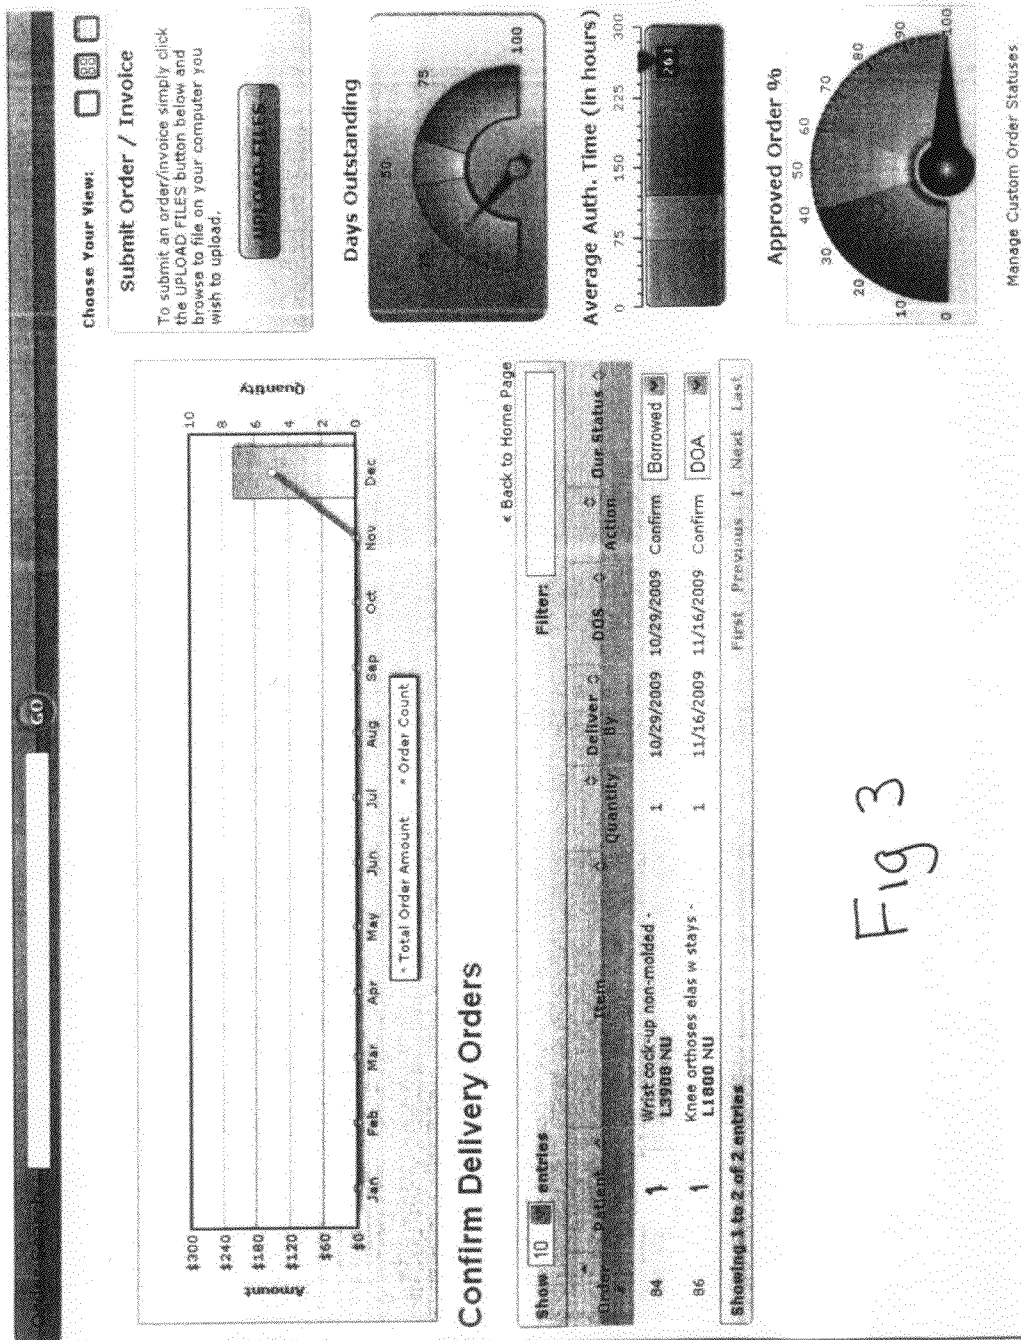 GO
Choose Your View:
Submit Order / Invoice
To submit an order/invoice simply click
the UPLOAD FILES button below and
browse to file on your computer you
wish to upload.
UPLOAD FILES
Days Outstanding
50
75
100
Average Auth. Time (in hours)
0 75 150 225 300
263
Approved Order %
0 10 20 30 40 50 60 70 80 90 100
Manage Custom Order Statuses
Amount
$300
$240
$180
$120
$60
$0
Quantity
10
8
6
4
2
0
Jan Feb Mar Apr May Jun Jul Aug Sep Oct Nov Dec
Total Order Amount Order Count
Confirm Delivery Orders
« Back to Home Page
Show 10 entries Filter:
Order # Patient Item Quantity Deliver By DOS Action Our Status
84 1 Wrist cock-up non-molded - 1 10/29/2009 10/29/2009 Confirm Borrowed
L3908 NU
86 1 Knee orthoses elas w stays - 1 11/16/2009 11/16/2009 Confirm DOA
L1800 NU
Showing 1 to 2 of 2 entries First Previous 1 Next Last
Fig 3